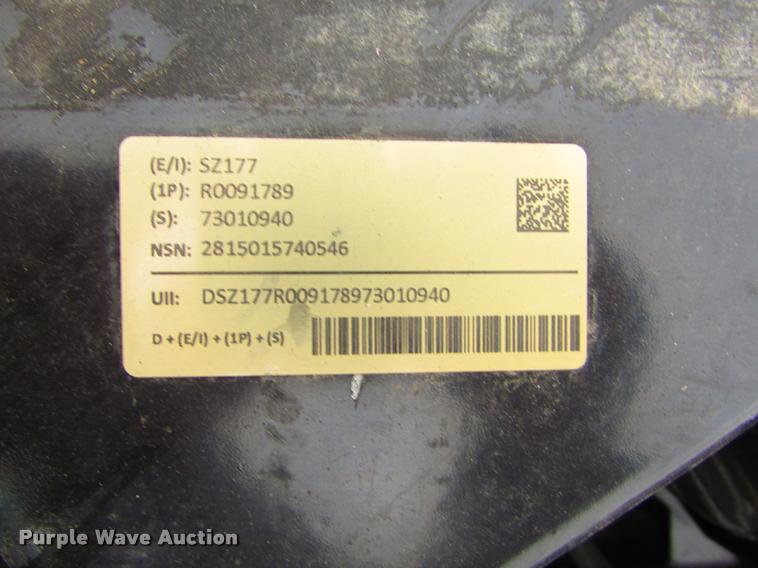 (E/I): SZ177
(1P): R0091789
(S): 73010940
NSN: 2815015740546
UII: DSZ177R009178973010940
D + (E/I) + (1P) + (S)
Purple Wave Auction